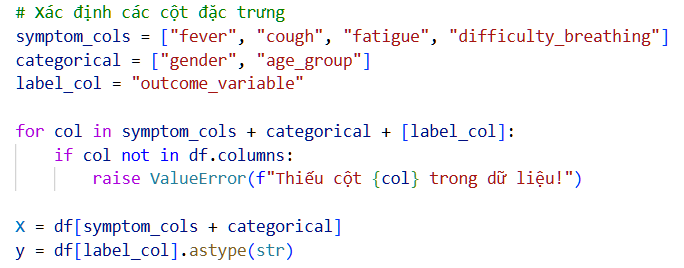 # Xác định các cột đặc trưng
symptom_cols = ["fever", "cough", "fatigue", "difficulty_breathing"]
categorical = ["gender", "age_group"]
label_col = "outcome_variable"

for col in symptom_cols + categorical + [label_col]:
    if col not in df.columns:
        raise ValueError(f"Thiếu cột {col} trong dữ liệu!")

X = df[symptom_cols + categorical]
y = df[label_col].astype(str)